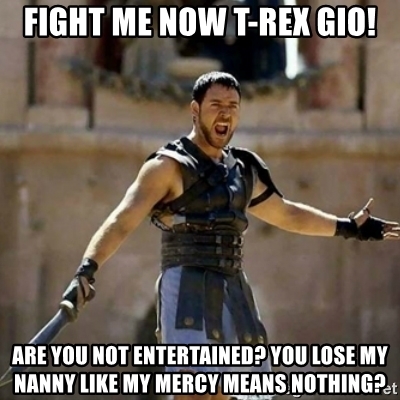 FIGHT ME NOW T-REX GIO!
ARE YOU NOT ENTERTAINED? YOU LOSE MY
NANNY LIKE MY MERCY MEANS NOTHING?